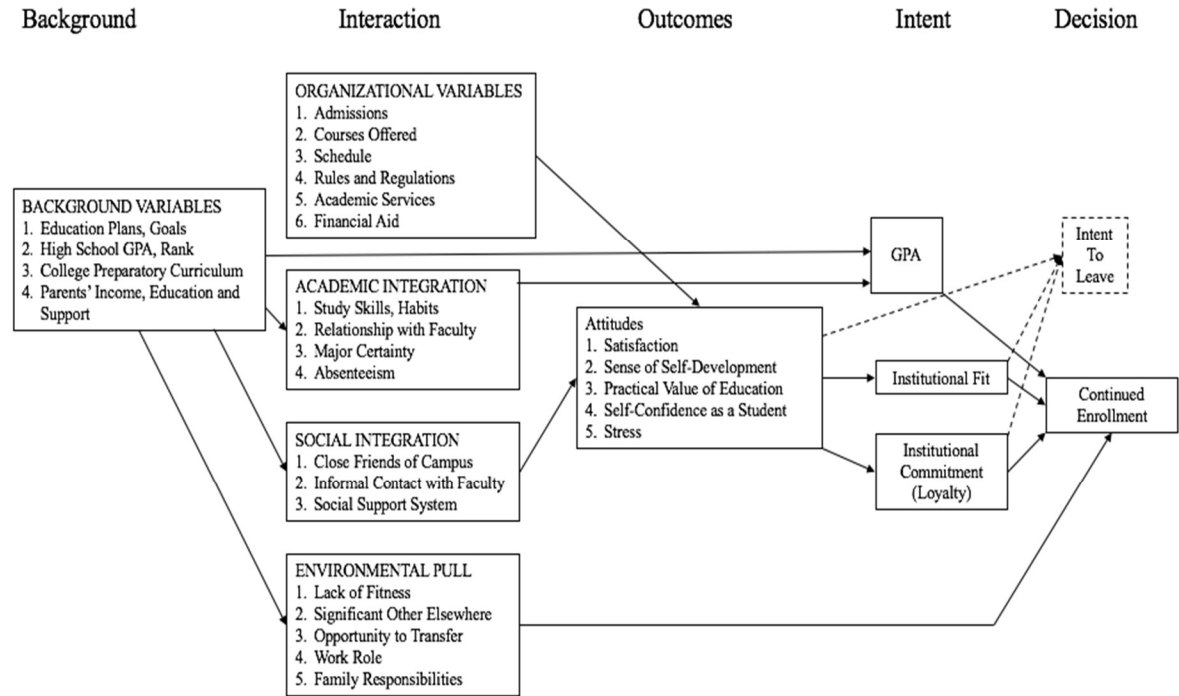 Background
Interaction
Outcomes
Intent
Decision
BACKGROUND VARIABLES
1. Education Plans, Goals
2. High School GPA, Rank
3. College Preparatory Curriculum
4. Parents' Income, Education and
Support
ORGANIZATIONAL VARIABLES
1. Admissions
2. Courses Offered
3. Schedule
4. Rules and Regulations
5. Academic Services
6. Financial Aid
ACADEMIC INTEGRATION
1. Study Skills, Habits
2. Relationship with Faculty
3. Major Certainty
4. Absenteeism
SOCIAL INTEGRATION
1. Close Friends of Campus
2. Informal Contact with Faculty
3. Social Support System
ENVIRONMENTAL PULL
1. Lack of Fitness
2. Significant Other Elsewhere
3. Opportunity to Transfer
4. Work Role
5. Family Responsibilities
Attitudes
1. Satisfaction
2. Sense of Self-Development
3. Practical Value of Education
4. Self-Confidence as a Student
5. Stress
GPA
Institutional Fit
Institutional
Commitment
(Loyalty)
Intent
To
Leave
Continued
Enrollment